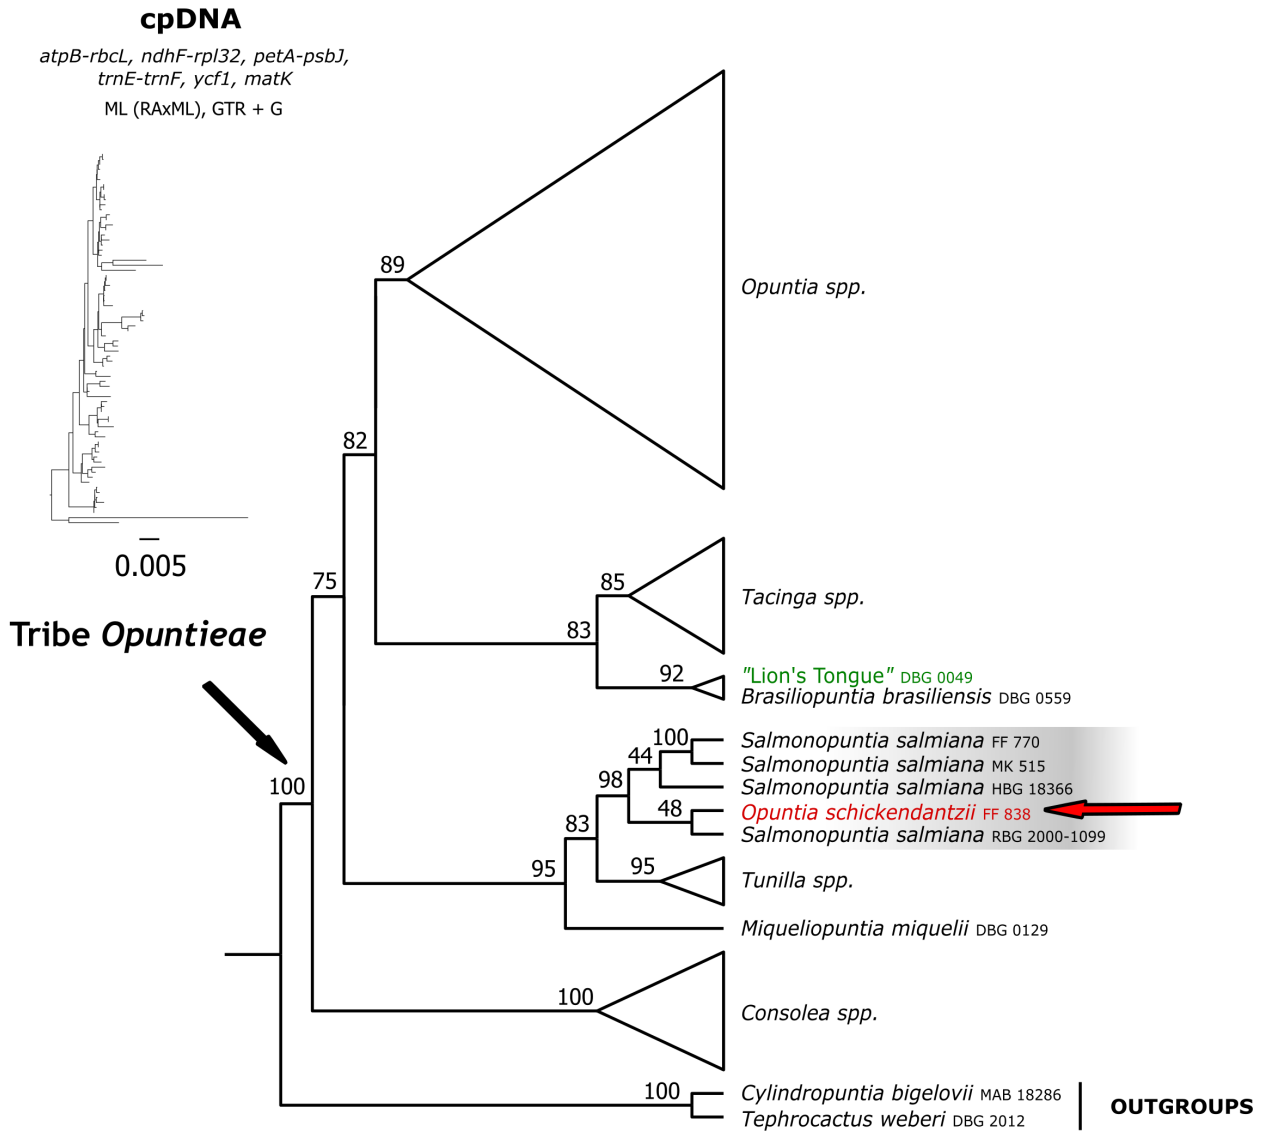 cpDNA
atpB-rbcL, ndhF-rpl32, petA-psbJ,
trnE-trnF, ycf1, matK
ML (RAxML), GTR + G
89
Opuntia spp.
82
0.005
75
85
Tacinga spp.
83
Tribe Opuntieae
92
"Lion's Tongue" DBG 0049
Brasiliopuntia brasiliensis DBG 0559
100
Salmonopuntia salmiana FF 770
44
Salmonopuntia salmiana MK 515
98
Salmonopuntia salmiana HBG 18366
100
48
Opuntia schickendantzii FF 838
83
Salmonopuntia salmiana RBG 2000-1099
95
95
Tunilla spp.
Miqueliopuntia miquelii DBG 0129
100
Consolea spp.
100
Cylindropuntia bigelovii MAB 18286
Tephrocactus weberi DBG 2012
OUTGROUPS